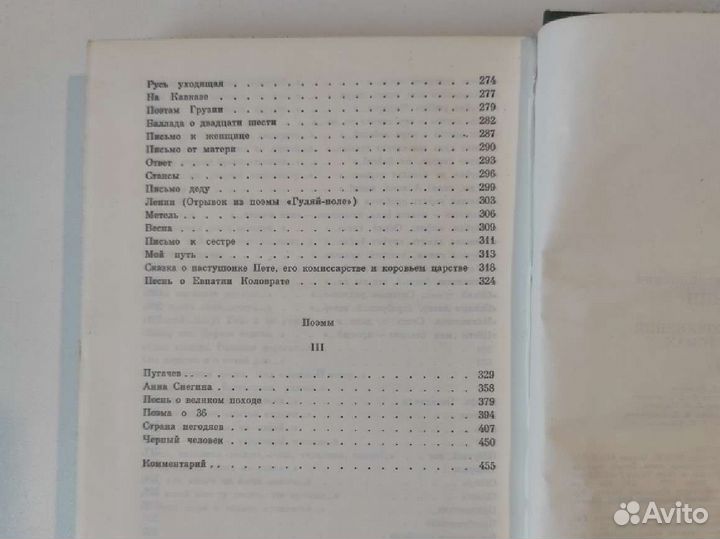 Русь уходящая . . . . . . . . . . . . . . . . 274
На Кавказе . . . . . . . . . . . . . . . . 277
Поэтам Грузии . . . . . . . . . . . . . . . . 279
Баллада о двадцати шести . . . . . . . . . . . . 282
Письмо к женщине . . . . . . . . . . . . . . 287
Письмо от матери . . . . . . . . . . . . . . 290
Ответ . . . . . . . . . . . . . . . . . . 293
Стансы . . . . . . . . . . . . . . . . . . 296
Письмо деду . . . . . . . . . . . . . . . . 299
Ленин (Отрывок из поэмы «Гуляй-поле») . . . . . . . 303
Метель . . . . . . . . . . . . . . . . . . 306
Весна . . . . . . . . . . . . . . . . . . 309
Письмо к сестре . . . . . . . . . . . . . . 311
Мой путь . . . . . . . . . . . . . . . . . 313
Сказка о пастушонке Пете, его комиссарстве и коровьем царстве 318
Песнь о Евпатии Коловрате . . . . . . . . . . . . 324
Поэмы
III
Пугачев . . . . . . . . . . . . . . . . . . 329
Анна Снегина . . . . . . . . . . . . . . . . 358
Песнь о великом походе . . . . . . . . . . . . 379
Поэма о 36 . . . . . . . . . . . . . . . . 394
Страна негодяев . . . . . . . . . . . . . . 407
Черный человек . . . . . . . . . . . . . . 450
Комментарий . . . . . . . . . . . . . . . . 455
Avito